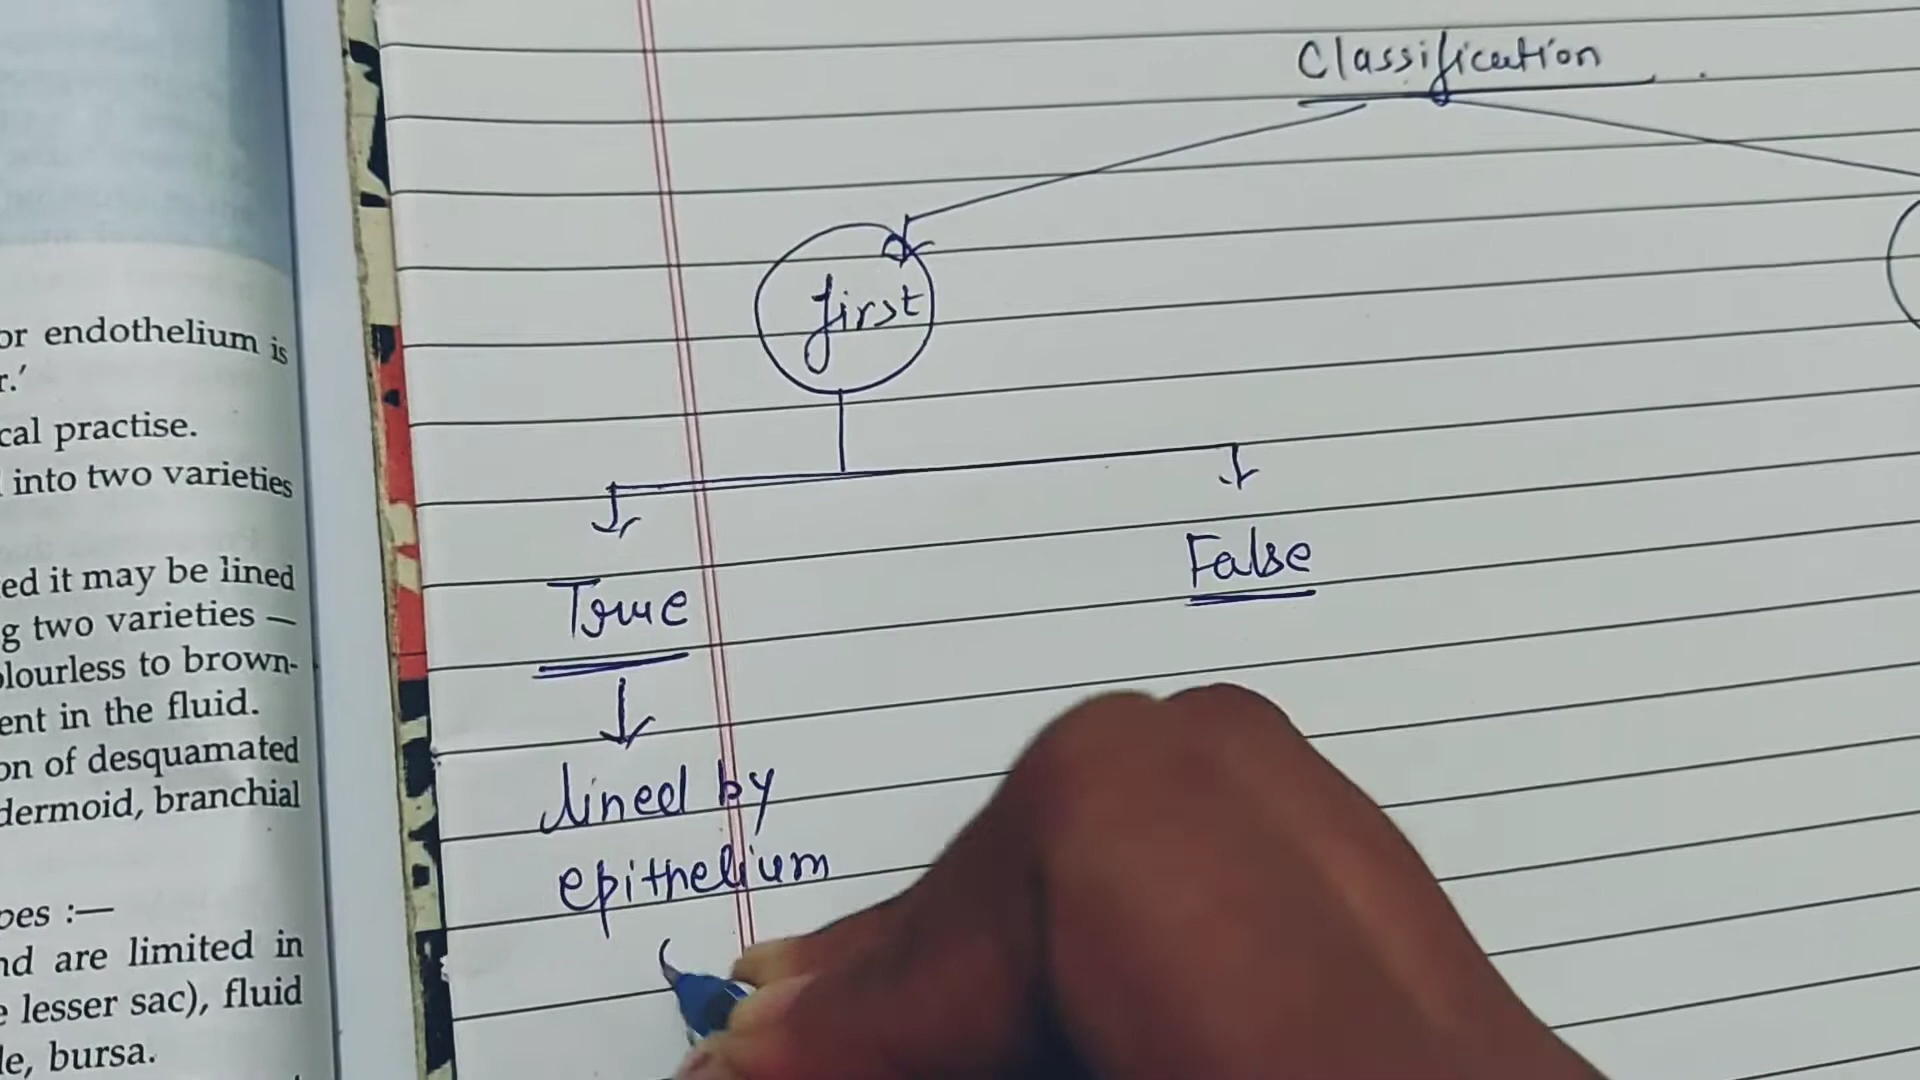 or endothelium is
r.'
cal practise.
into two varieties
ed it may be lined
g two varieties —
olourless to brown-
ent in the fluid.
on of desquamated
dermoid, branchial
pes :—
nd are limited in
e lesser sac), fluid
le, bursa.
Classification
first
True
False
lined by
epithelium
(